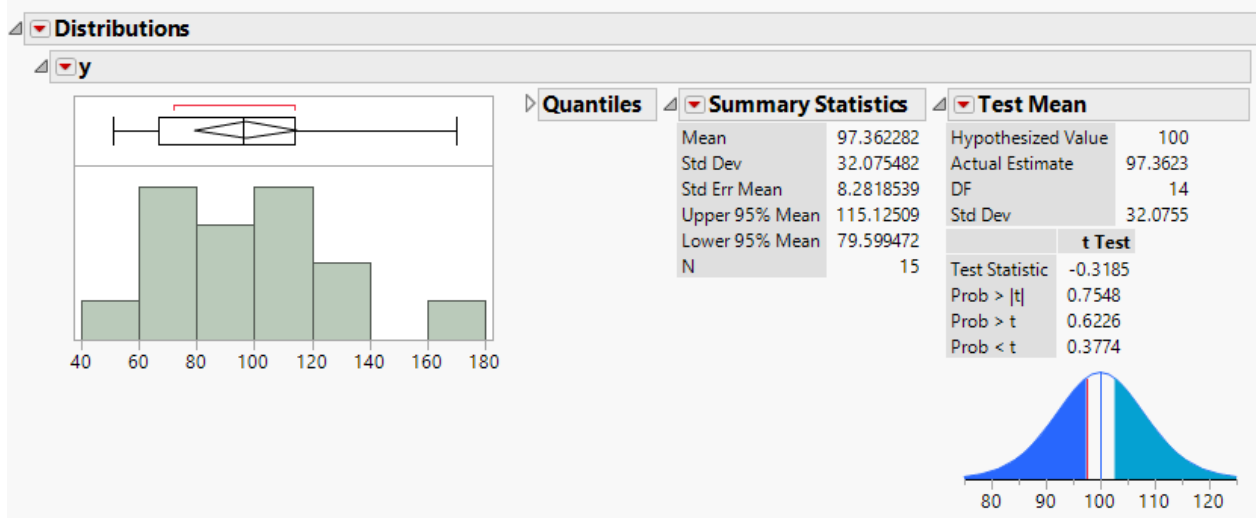 Distributions
y
40 60 80 100 120 140 160 180
Quantiles
Summary Statistics
Mean 97.362282
Std Dev 32.075482
Std Err Mean 8.2818539
Upper 95% Mean 115.12509
Lower 95% Mean 79.599472
N 15
Test Mean
Hypothesized Value 100
Actual Estimate 97.3623
DF 14
Std Dev 32.0755
t Test
Test Statistic -0.3185
Prob > |t| 0.7548
Prob > t 0.6226
Prob < t 0.3774
80 90 100 110 120